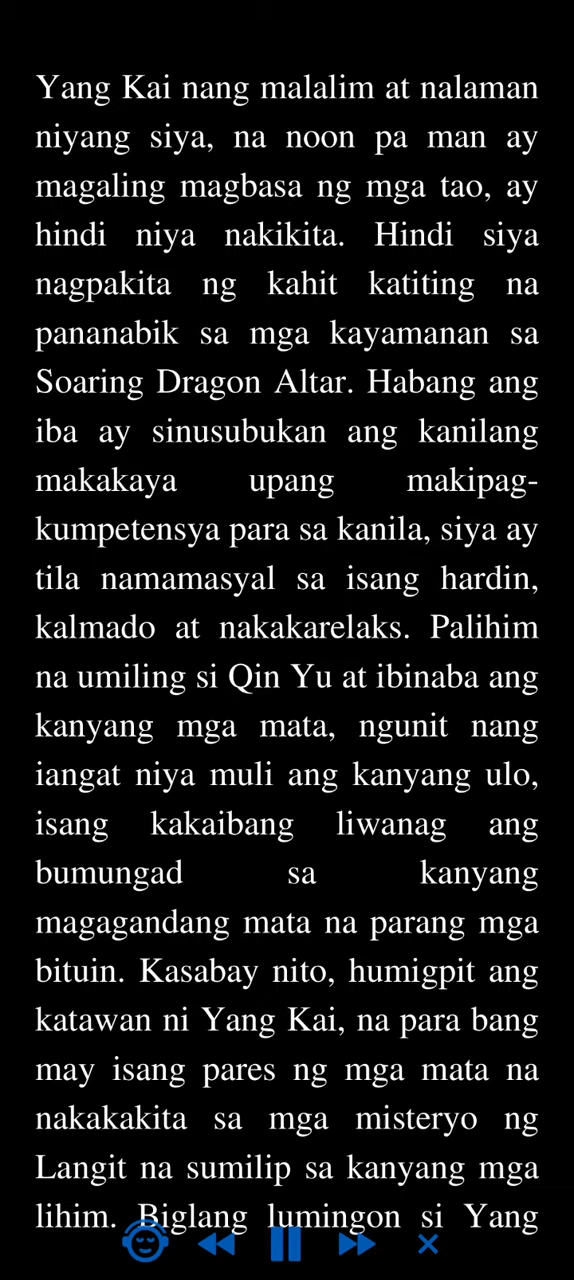 Yang Kai nang malalim at nalaman
niyang siya, na noon pa man ay
magaling magbasa ng mga tao, ay
hindi niya nakikita. Hindi siya
nagpakita ng kahit katiting na
pananabik sa mga kayamanan sa
Soaring Dragon Altar. Habang ang
iba ay sinusubukan ang kanilang
makakaya upang makipag-
kumpetensya para sa kanila, siya ay
tila namamasyal sa isang hardin,
kalmado at nakakarelaks. Palihim
na umiling si Qin Yu at ibinaba ang
kanyang mga mata, ngunit nang
iangat niya muli ang kanyang ulo,
isang kakaibang liwanag ang
bumungad sa kanyang
magagandang mata na parang mga
bituin. Kasabay nito, humigpit ang
katawan ni Yang Kai, na para bang
may isang pares ng mga mata na
nakakakita sa mga misteryo ng
Langit na sumilip sa kanyang mga
lihim. Biglang lumingon si Yang